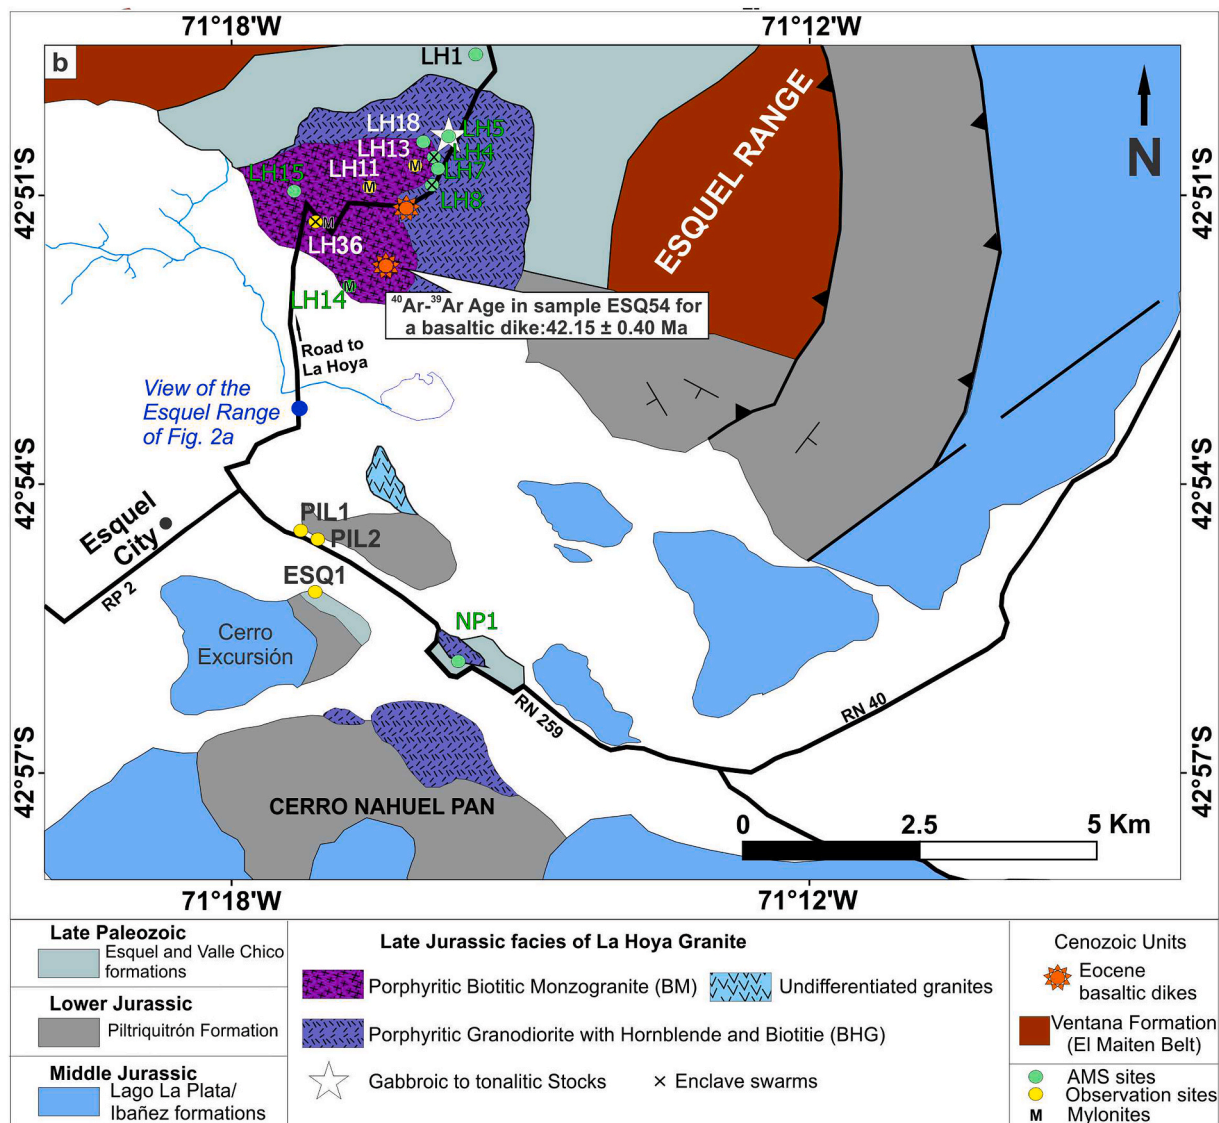 71°18'W
71°12'W
b
LH1
ESQUEL RANGE
N
LH18
LH5
LH13
LH4
LH11
LH7
LH15
M
M
LH8
M
LH36
M
LH14
42°51'S
42°51'S
40Ar-39Ar Age in sample ESQ54 for
a basaltic dike:42.15 ± 0.40 Ma
Road to
La Hoya
View of the
Esquel Range
of Fig. 2a
42°54'S
42°54'S
Esquel
City
PIL1
PIL2
RP 2
ESQ1
NP1
Cerro
Excursión
RN 259
RN 40
42°57'S
42°57'S
CERRO NAHUEL PAN
0 2.5 5 Km
71°18'W
71°12'W
Late Paleozoic
Esquel and Valle Chico
formations
Lower Jurassic
Piltriquitrón Formation
Middle Jurassic
Lago La Plata/
Ibañez formations
Late Jurassic facies of La Hoya Granite
Porphyritic Biotitic Monzogranite (BM)
Undifferentiated granites
Porphyritic Granodiorite with Hornblende and Biotitie (BHG)
Gabbroic to tonalitic Stocks
Enclave swarms
Cenozoic Units
Eocene
basaltic dikes
Ventana Formation
(El Maiten Belt)
AMS sites
Observation sites
M Mylonites